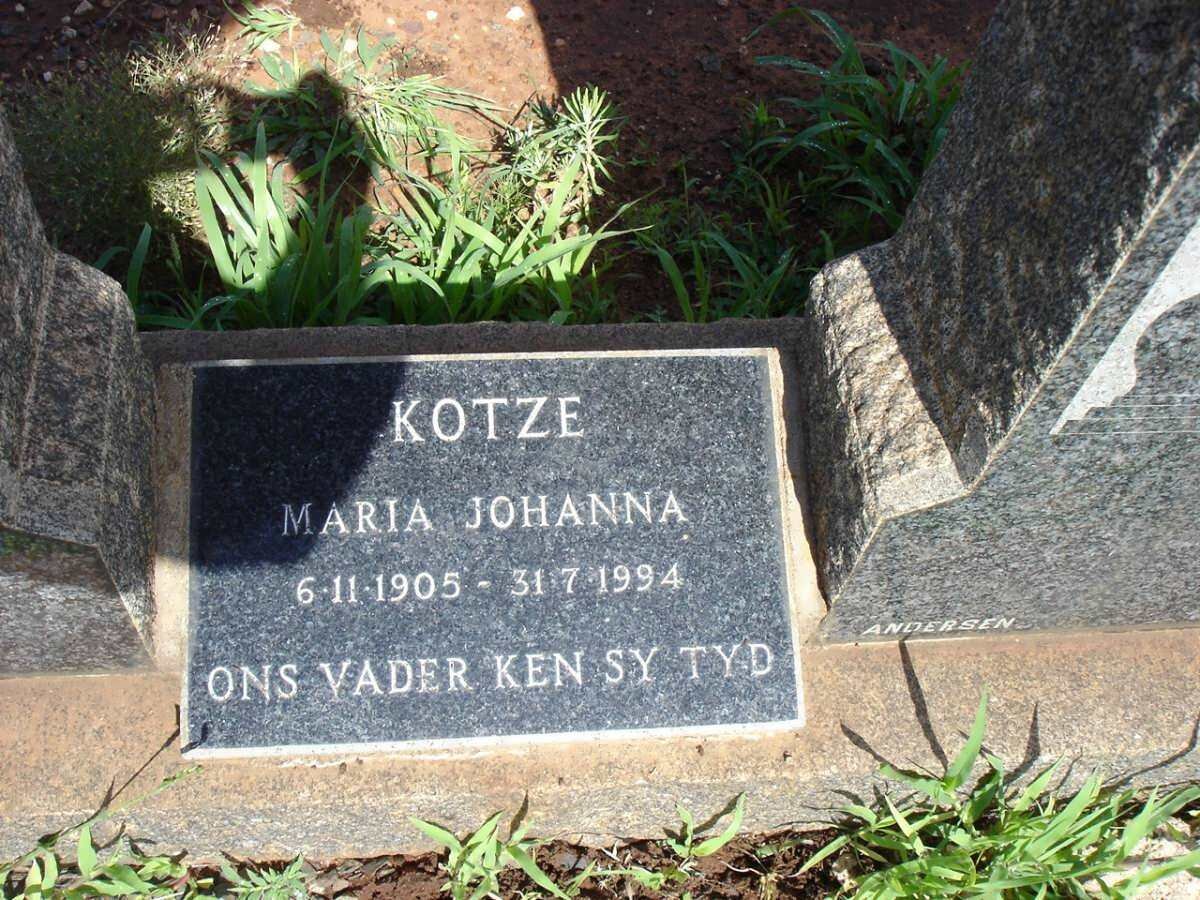 KOTZE
MARIA JOHANNA
6·11·1905 - 31·7·1994
ONS VADER KEN SY TYD
ANDERSEN